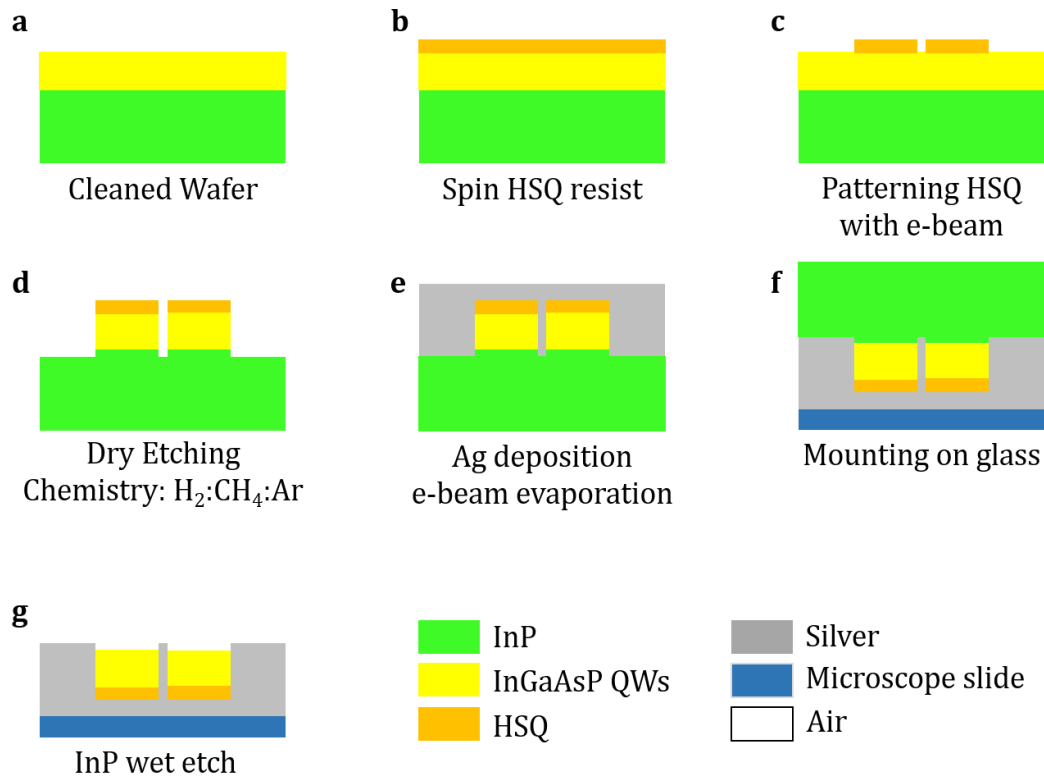 a
b
c
Cleaned Wafer
Spin HSQ resist
Patterning HSQ
with e-beam
d
e
f
Dry Etching
Chemistry: H₂:CH₄:Ar
Ag deposition
e-beam evaporation
Mounting on glass
g
InP wet etch
InP
InGaAsP QWs
HSQ
Silver
Microscope slide
Air